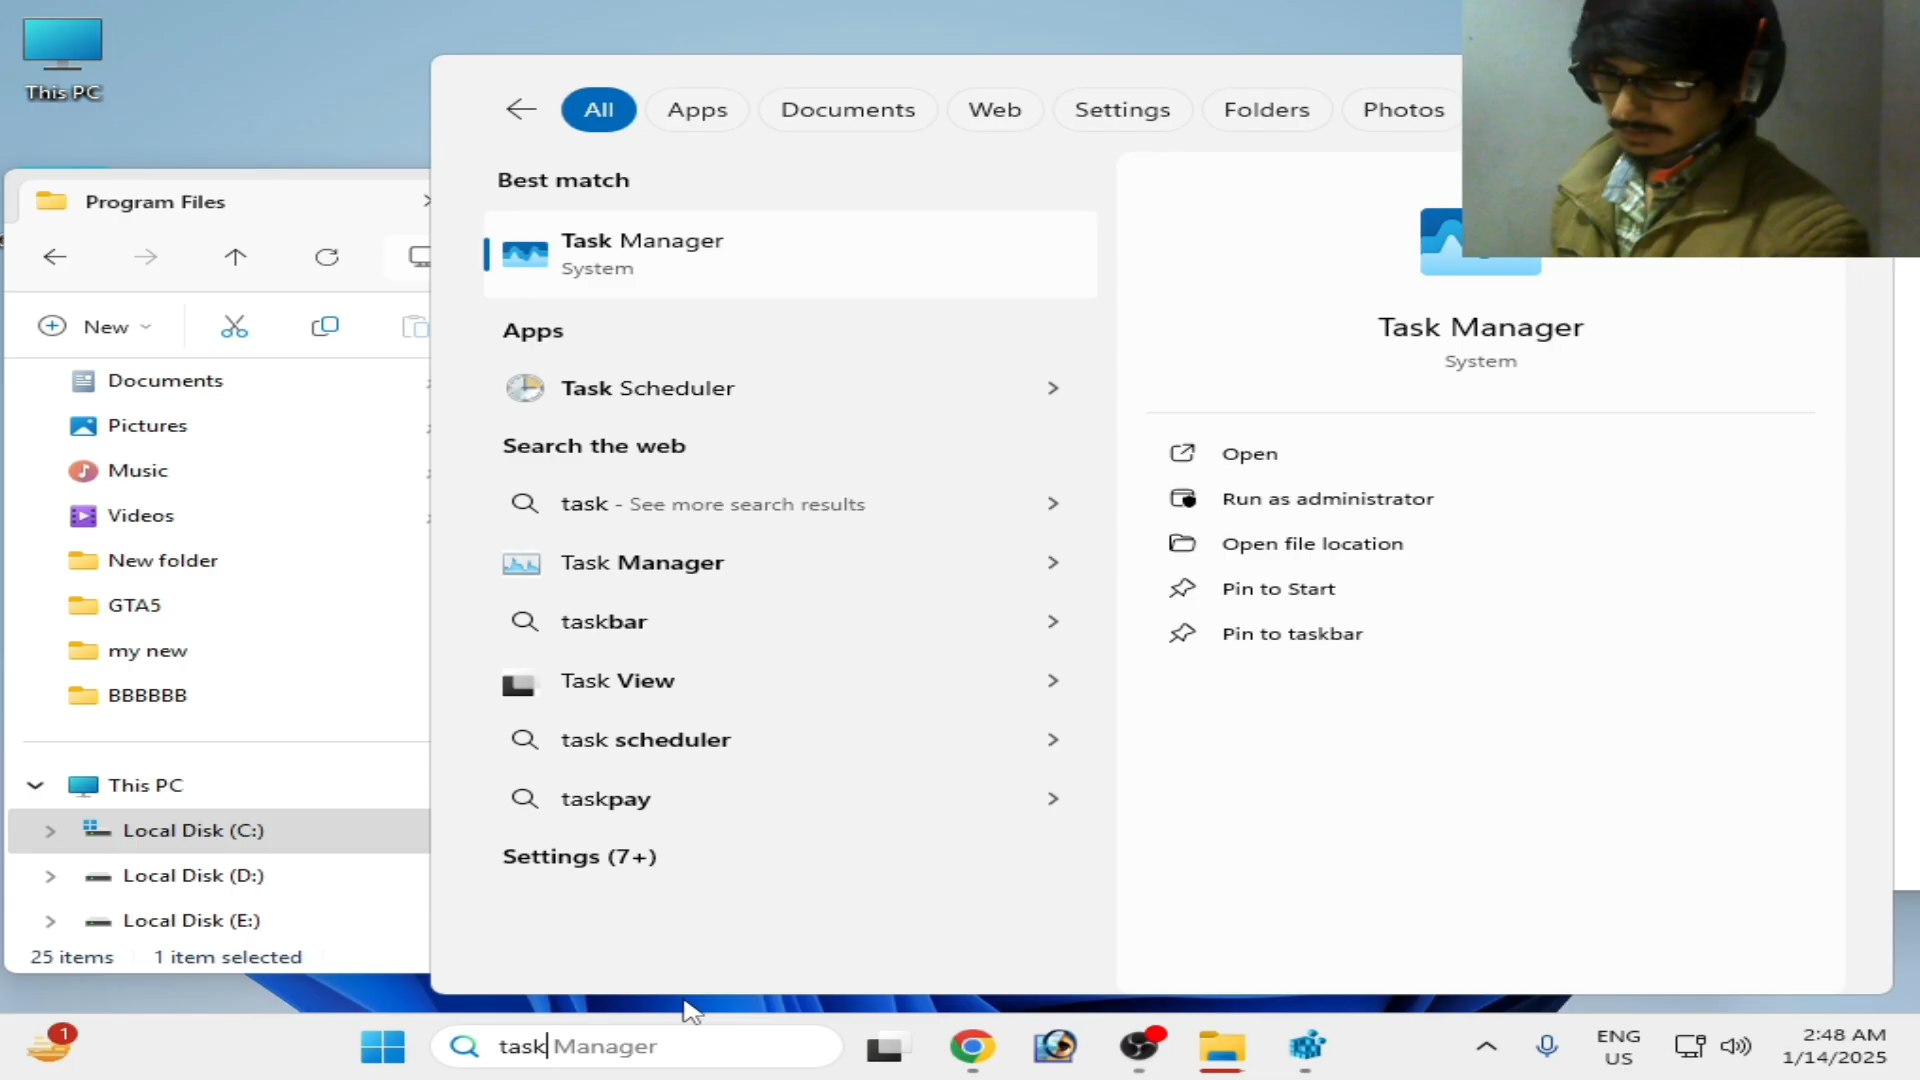 This PC
Program Files
New
Documents
Pictures
Music
Videos
New folder
GTA5
my new
BBBBBB
This PC
Local Disk (C:)
Local Disk (D:)
Local Disk (E:)
25 items 1 item selected
All Apps Documents Web Settings Folders Photos
Best match
Task Manager
System
Apps
Task Scheduler
Search the web
task - See more search results
Task Manager
taskbar
Task View
task scheduler
taskpay
Settings (7+)
Task Manager
System
Open
Run as administrator
Open file location
Pin to Start
Pin to taskbar
1
task Manager
ENG
US
2:48 AM
1/14/2025